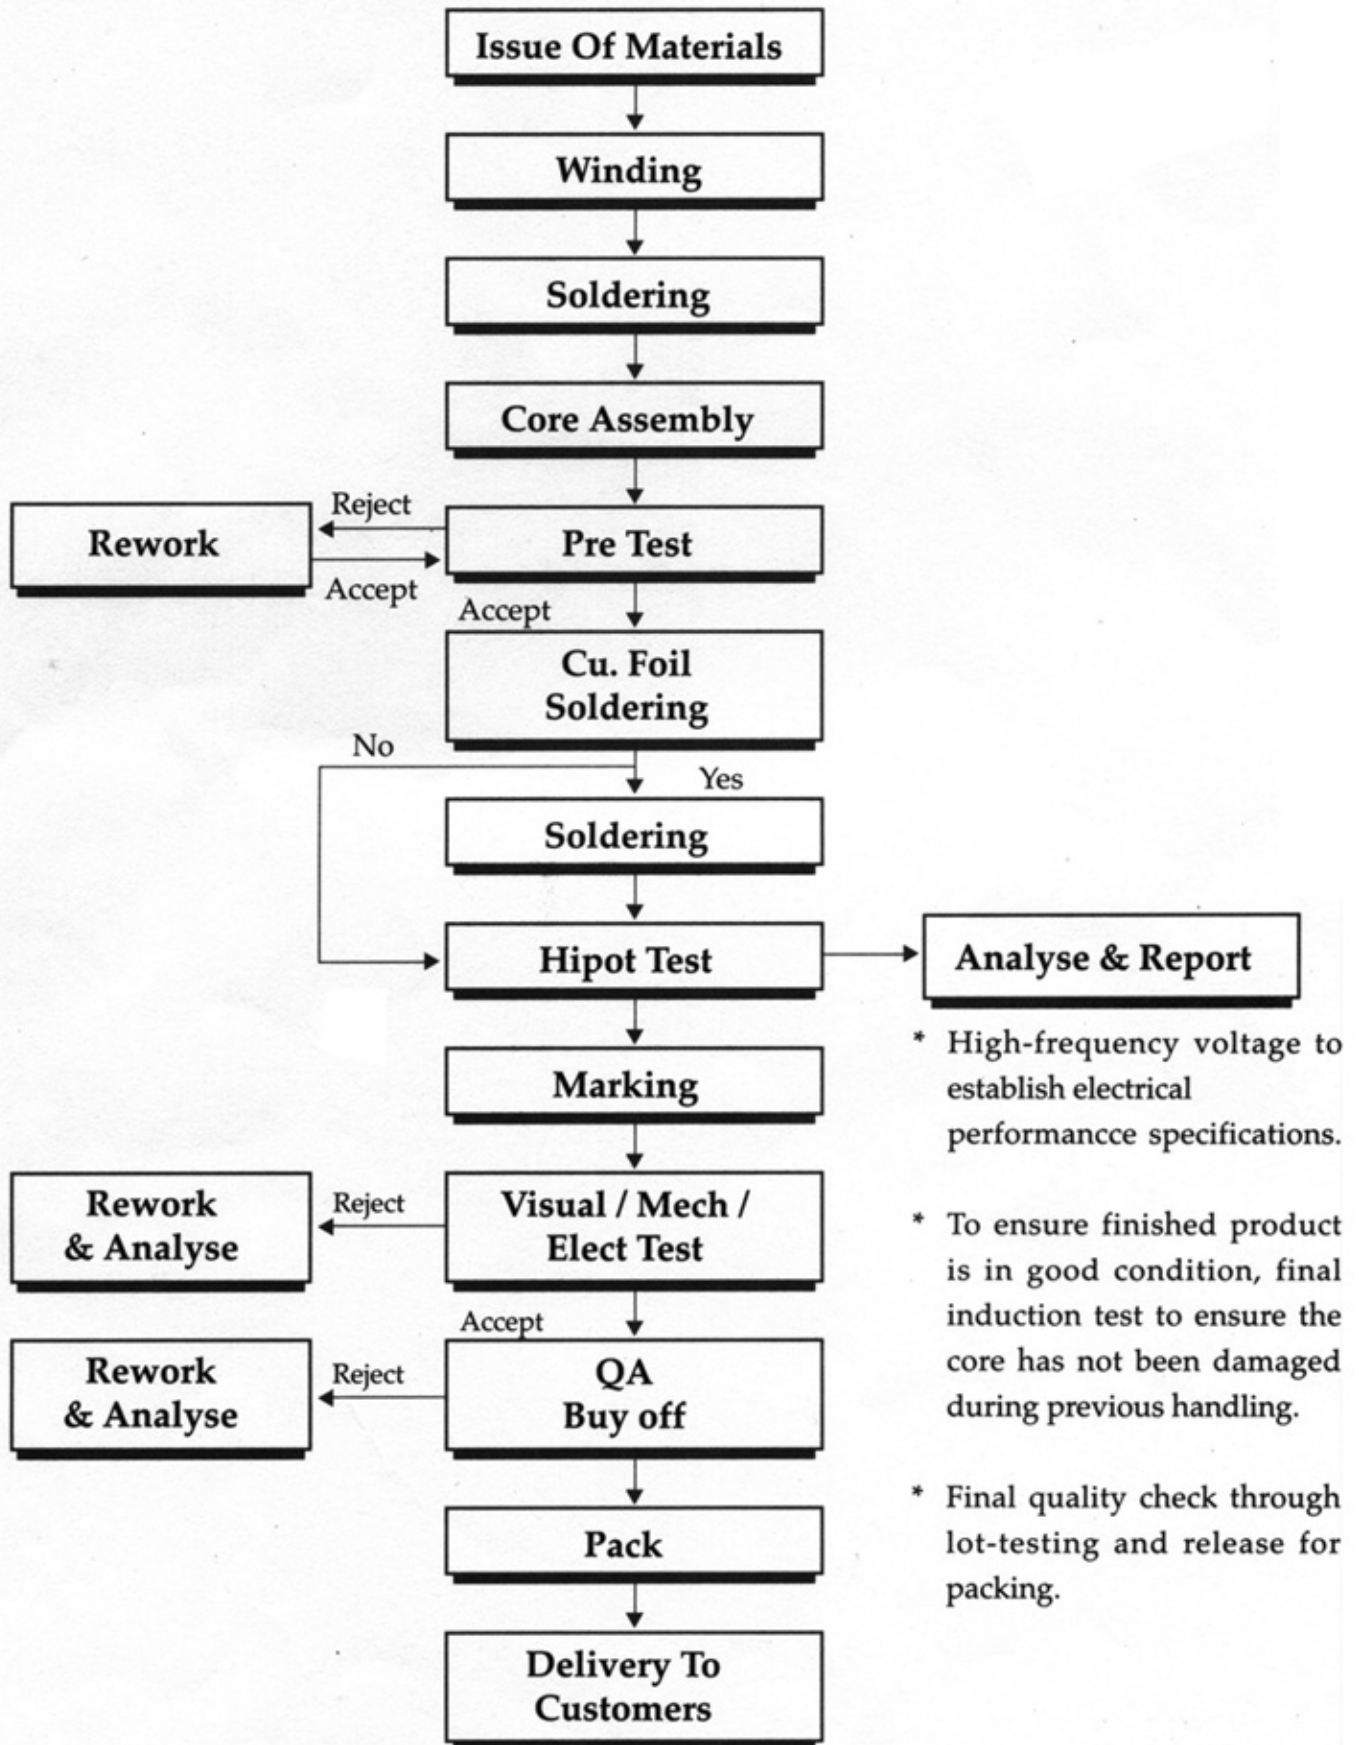 Issue Of Materials
Winding
Soldering
Core Assembly
Reject
Rework
Pre Test
Accept
Accept
Cu. Foil
Soldering
No
Yes
Soldering
Hipot Test
Analyse & Report
* High-frequency voltage to
establish electrical
performancce specifications.
Marking
Rework
& Analyse
Reject
Visual / Mech /
Elect Test
* To ensure finished product
is in good condition, final
induction test to ensure the
core has not been damaged
during previous handling.
Accept
Rework
& Analyse
Reject
QA
Buy off
* Final quality check through
lot-testing and release for
packing.
Pack
Delivery To
Customers